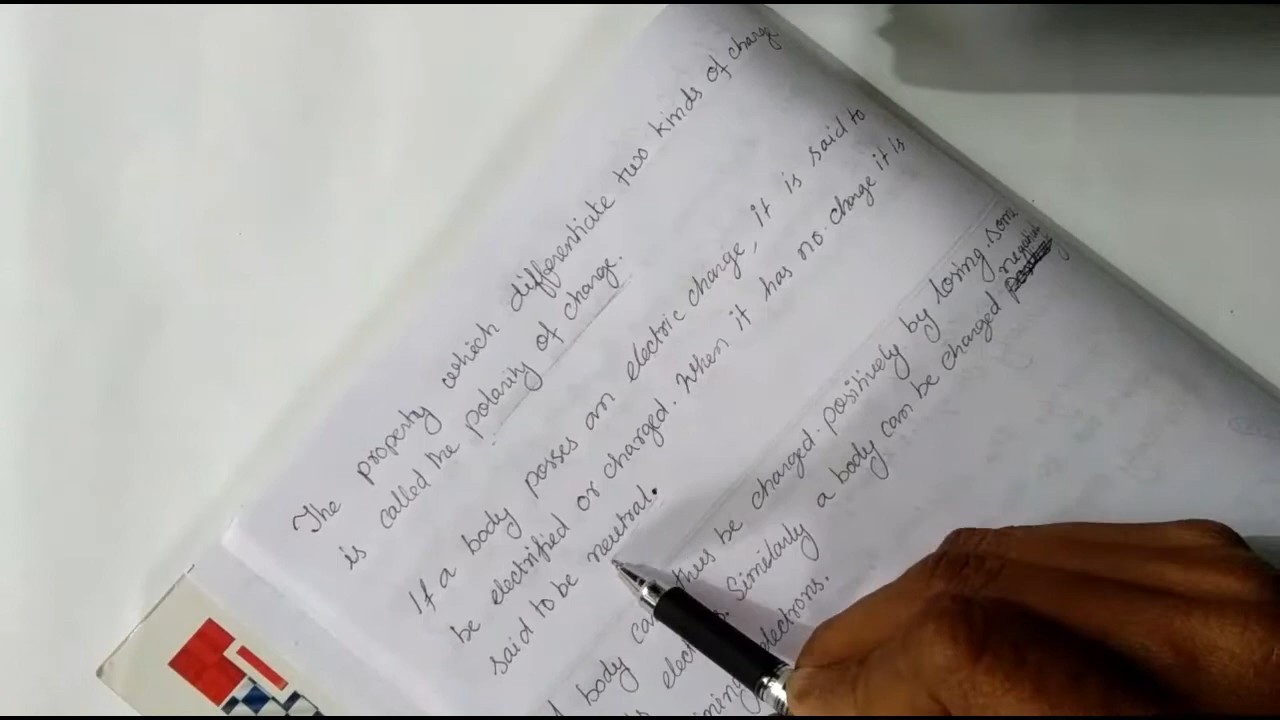 The property which differentiate two kinds of charge
is called the polarity of charge.
If a body posses an electric charge, it is said to
be electrified or charged. When it has no charge it is
said to be neutral.
body can thus be charged positively by losing some
electrons. Similarly a body can be charged negative
electrons.